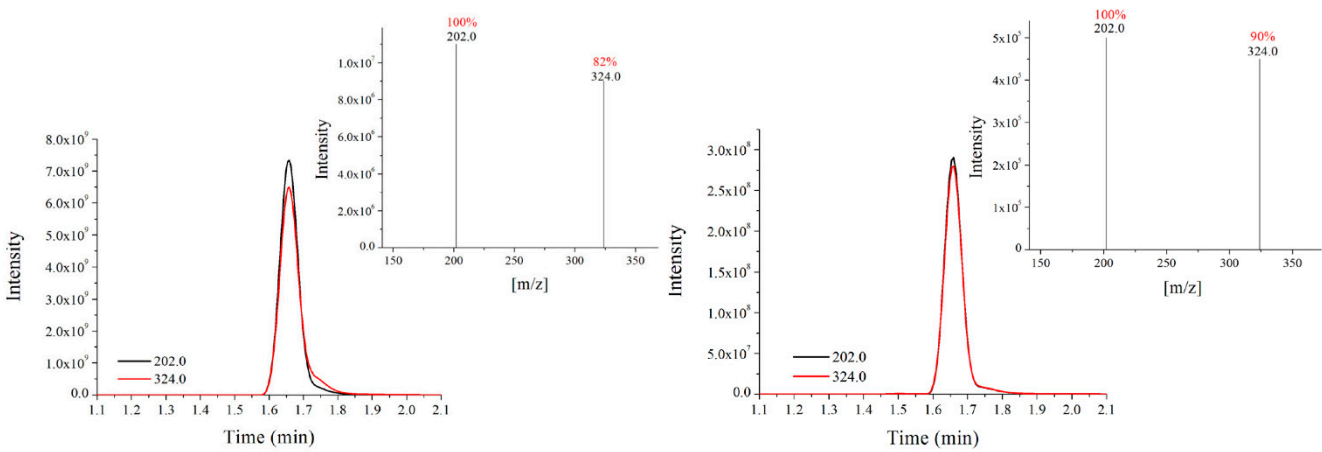 100%
202.0
82%
324.0
1.0x10⁷
8.0x10⁶
6.0x10⁶
4.0x10⁶
2.0x10⁶
0.0
Intensity
150 200 250 300 350
[m/z]
8.0x10⁹
7.0x10⁹
6.0x10⁹
5.0x10⁹
4.0x10⁹
3.0x10⁹
2.0x10⁹
1.0x10⁹
0.0
Intensity
202.0
324.0
1.1 1.2 1.3 1.4 1.5 1.6 1.7 1.8 1.9 2.0 2.1
Time (min)
100%
202.0
90%
324.0
5x10⁵
4x10⁵
3x10⁵
2x10⁵
1x10⁵
0
Intensity
150 200 250 300 350
[m/z]
3.0x10⁸
2.5x10⁸
2.0x10⁸
1.5x10⁸
1.0x10⁸
5.0x10⁷
0.0
Intensity
202.0
324.0
1.1 1.2 1.3 1.4 1.5 1.6 1.7 1.8 1.9 2.0 2.1
Time (min)